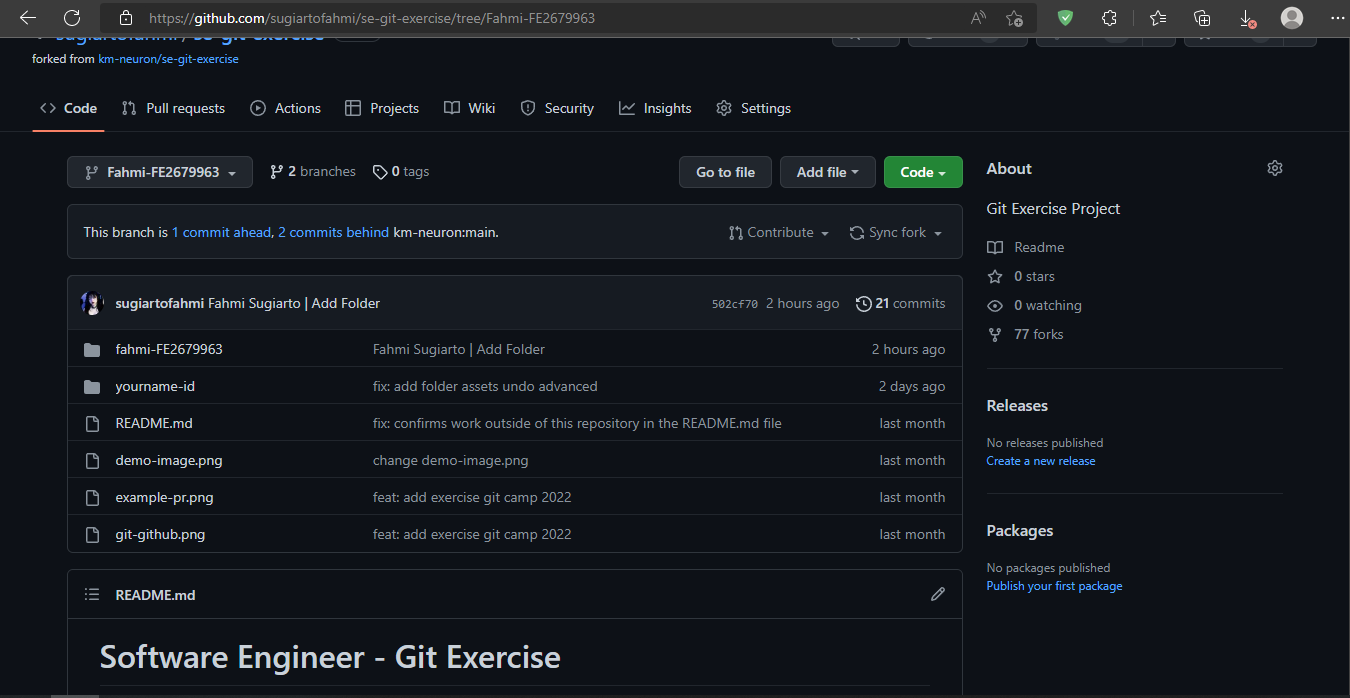 https://github.com/sugiartofahmi/se-git-exercise/tree/Fahmi-FE2679963
sugiartofahmi / se-git-exercise
forked from km-neuron/se-git-exercise
Code Pull requests Actions Projects Wiki Security Insights Settings
Fahmi-FE2679963 2 branches 0 tags Go to file Add file Code
This branch is 1 commit ahead, 2 commits behind km-neuron:main. Contribute Sync fork
sugiartofahmi Fahmi Sugiarto | Add Folder 502cf70 2 hours ago 21 commits
fahmi-FE2679963 Fahmi Sugiarto | Add Folder 2 hours ago
yourname-id fix: add folder assets undo advanced 2 days ago
README.md fix: confirms work outside of this repository in the README.md file last month
demo-image.png change demo-image.png last month
example-pr.png feat: add exercise git camp 2022 last month
git-github.png feat: add exercise git camp 2022 last month
README.md
Software Engineer - Git Exercise
About
Git Exercise Project
Readme
0 stars
0 watching
77 forks
Releases
No releases published
Create a new release
Packages
No packages published
Publish your first package